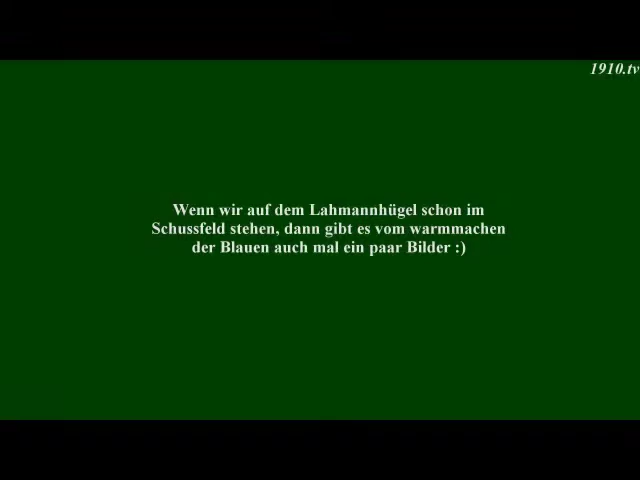 1910.tv
Wenn wir auf dem Lahmannhügel schon im
Schussfeld stehen, dann gibt es vom warmmachen
der Blauen auch mal ein paar Bilder :)